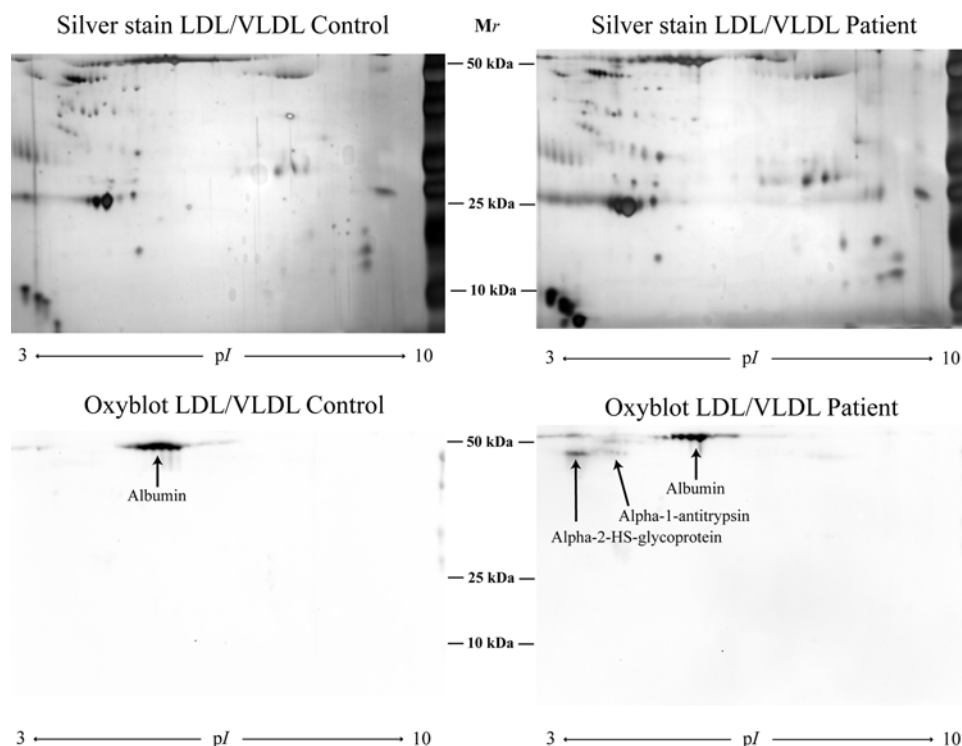 Silver stain LDL/VLDL Control
Mr
Silver stain LDL/VLDL Patient
50 kDa
25 kDa
10 kDa
3 pI 10
3 pI 10
Oxyblot LDL/VLDL Control
Oxyblot LDL/VLDL Patient
50 kDa
Albumin
Albumin
Alpha-1-antitrypsin
Alpha-2-HS-glycoprotein
25 kDa
10 kDa
3 pI 10
3 pI 10